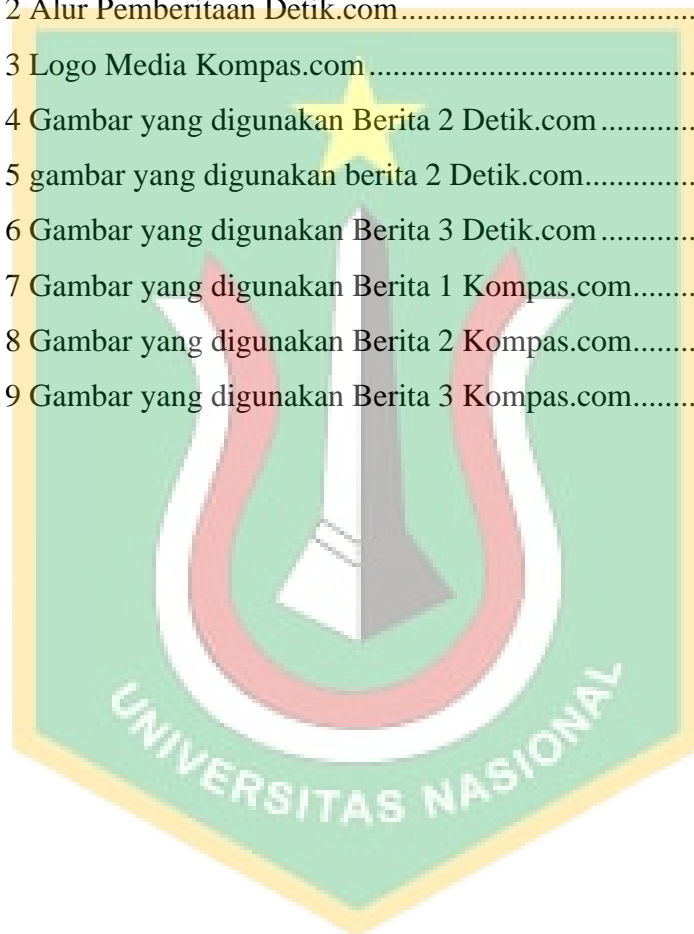 2 Alur Pemberitaan Detik.com....................................
3 Logo Media Kompas.com........................................
4 Gambar yang digunakan Berita 2 Detik.com............
5 gambar yang digunakan berita 2 Detik.com..............
6 Gambar yang digunakan Berita 3 Detik.com............
7 Gambar yang digunakan Berita 1 Kompas.com........
8 Gambar yang digunakan Berita 2 Kompas.com........
9 Gambar yang digunakan Berita 3 Kompas.com........
UNIVERSITAS NASIONAL